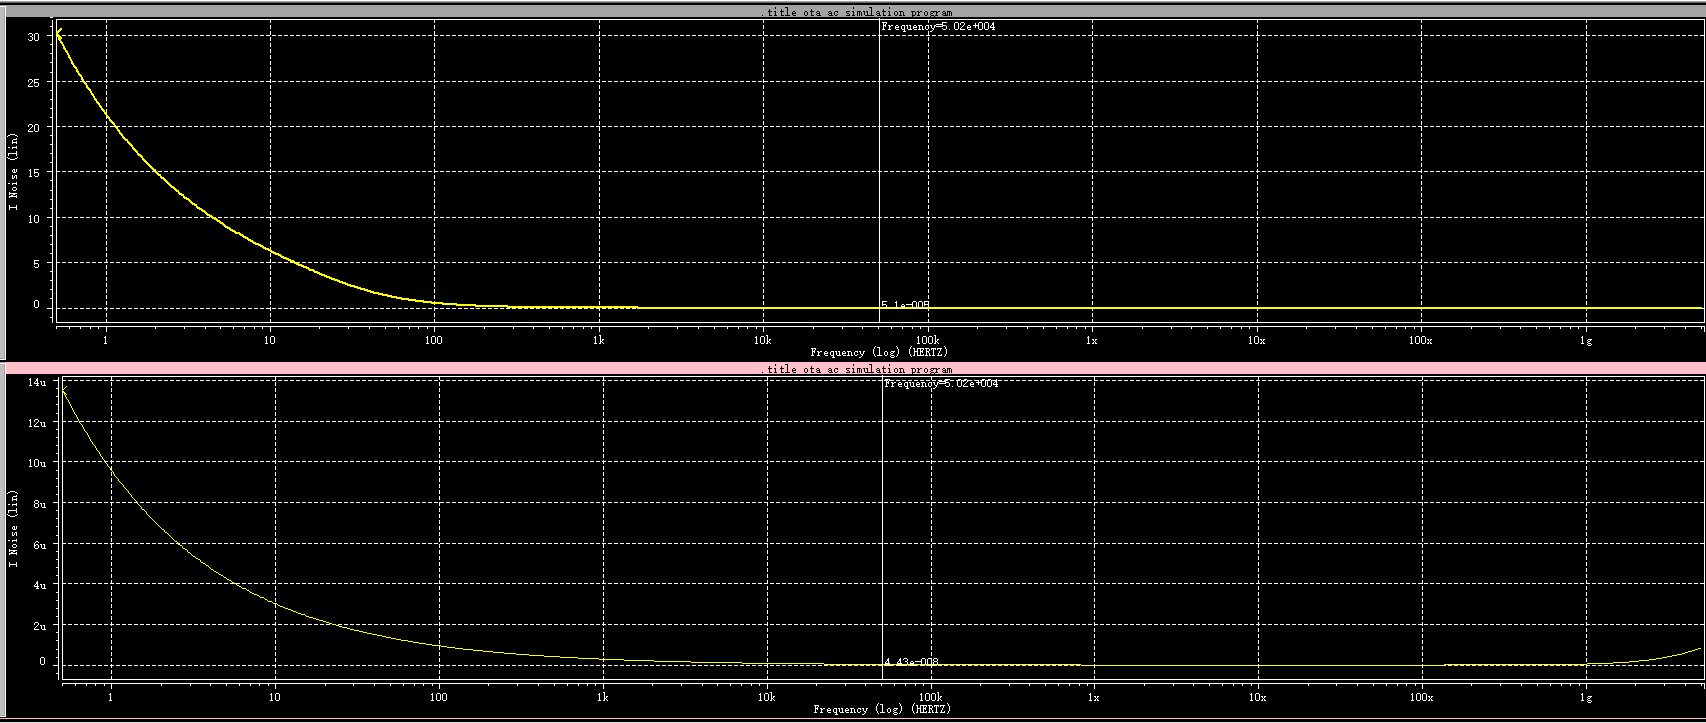 .title ota ac simulation program
Frequency=5.02e+004
30
25
20
15
10
5
0
I Noise (lin)
5.1e-005
1
10
100
1k
10k
100k
1x
10x
100x
1g
Frequency (log) (HERTZ)
.title ota ac simulation program
Frequency=5.02e+004
14u
12u
10u
8u
6u
4u
2u
0
I Noise (lin)
4.43e-008
1
10
100
1k
10k
100k
1x
10x
100x
1g
Frequency (log) (HERTZ)